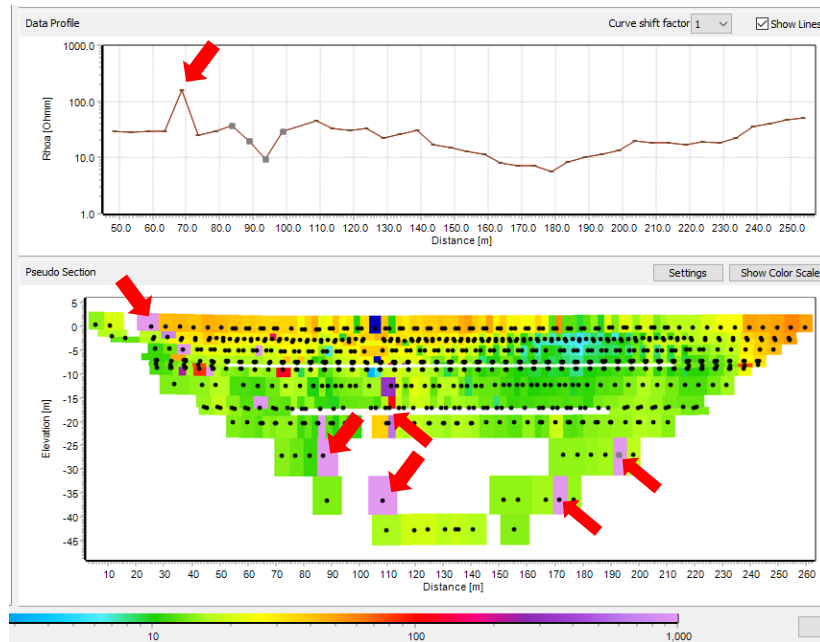 Data Profile
Curve shift factor 1
Show Lines
1000.0
100.0
10.0
1.0
Rhoa [Ohmm]
50.0 60.0 70.0 80.0 90.0 100.0 110.0 120.0 130.0 140.0 150.0 160.0 170.0 180.0 190.0 200.0 210.0 220.0 230.0 240.0 250.0
Distance [m]
Pseudo Section
Settings
Show Color Scale
5
0
-5
-10
-15
-20
-25
-30
-35
-40
-45
Elevation [m]
10 20 30 40 50 60 70 80 90 100 110 120 130 140 150 160 170 180 190 200 210 220 230 240 250 260
Distance [m]
10 100 1,000